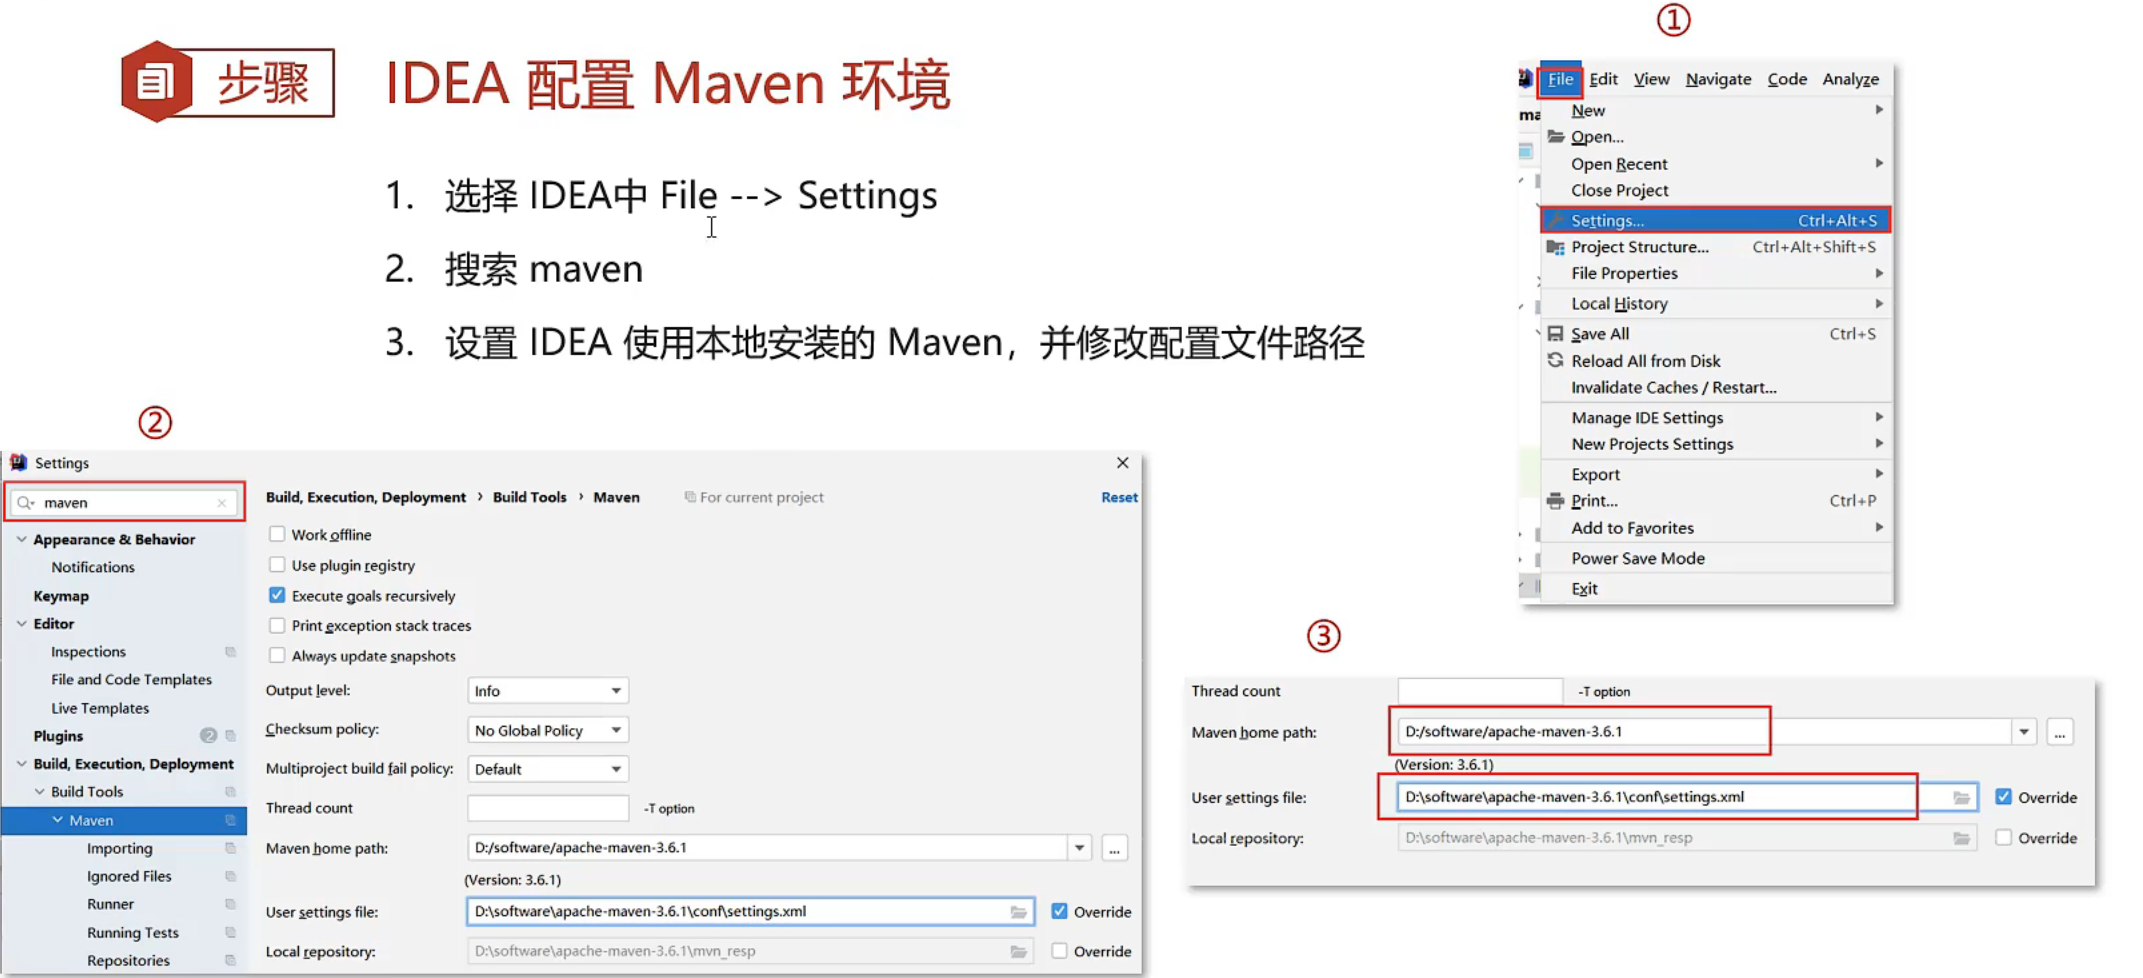 步骤
IDEA 配置 Maven 环境
1. 选择 IDEA中 File --> Settings
2. 搜索 maven
3. 设置 IDEA 使用本地安装的 Maven，并修改配置文件路径
①
File Edit View Navigate Code Analyze
ma
New
Open...
Open Recent
Close Project
Settings... Ctrl+Alt+S
Project Structure... Ctrl+Alt+Shift+S
File Properties
Local History
Save All Ctrl+S
Reload All from Disk
Invalidate Caches / Restart...
Manage IDE Settings
New Projects Settings
Export
Print... Ctrl+P
Add to Favorites
Power Save Mode
Exit
②
Settings
maven
Appearance & Behavior
Notifications
Keymap
Editor
Inspections
File and Code Templates
Live Templates
Plugins 2
Build, Execution, Deployment
Build Tools
Maven
Importing
Ignored Files
Runner
Running Tests
Repositories
Build, Execution, Deployment › Build Tools › Maven For current project Reset
Work offline
Use plugin registry
Execute goals recursively
Print exception stack traces
Always update snapshots
Output level: Info
Checksum policy: No Global Policy
Multiproject build fail policy: Default
Thread count -T option
Maven home path: D:/software/apache-maven-3.6.1 ...
(Version: 3.6.1)
User settings file: D:\software\apache-maven-3.6.1\conf\settings.xml Override
Local repository: D:\software\apache-maven-3.6.1\mvn_resp Override
③
Thread count -T option
Maven home path: D:/software/apache-maven-3.6.1 ...
(Version: 3.6.1)
User settings file: D:\software\apache-maven-3.6.1\conf\settings.xml Override
Local repository: D:\software\apache-maven-3.6.1\mvn_resp Override